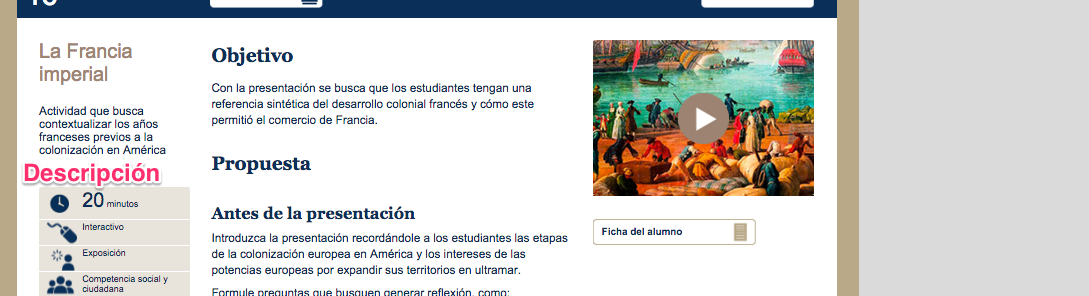 La Francia
imperial
Actividad que busca
contextualizar los años
franceses previos a la
colonización en América
Descripción
20 minutos
Interactivo
Exposición
Competencia social y
ciudadana
Objetivo
Con la presentación se busca que los estudiantes tengan una
referencia sintética del desarrollo colonial francés y cómo este
permitió el comercio de Francia.
Propuesta
Antes de la presentación
Introduzca la presentación recordándole a los estudiantes las etapas
de la colonización europea en América y los intereses de las
potencias europeas por expandir sus territorios en ultramar.
Formule preguntas que busquen generar reflexión, como:
Ficha del alumno